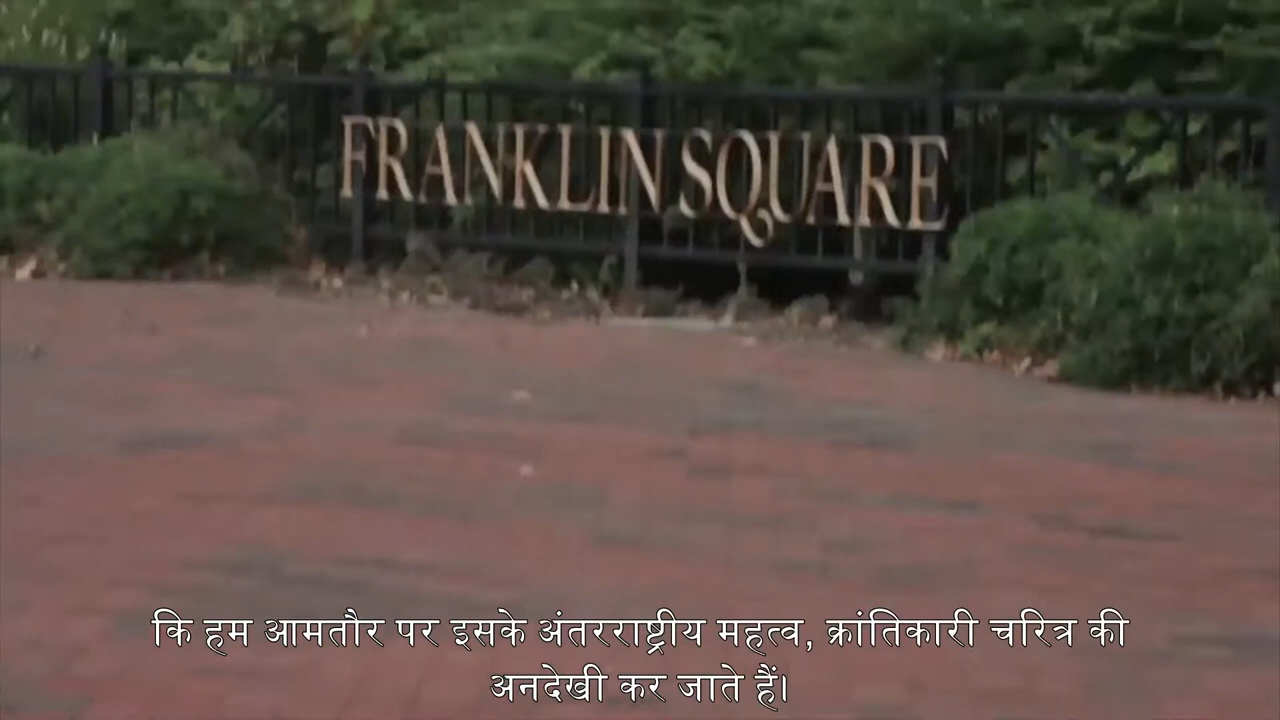 FRANKLIN SQUARE
कि हम आमतौर पर इसके अंतरराष्ट्रीय महत्व, क्रांतिकारी चरित्र की
अनदेखी कर जाते हैं।